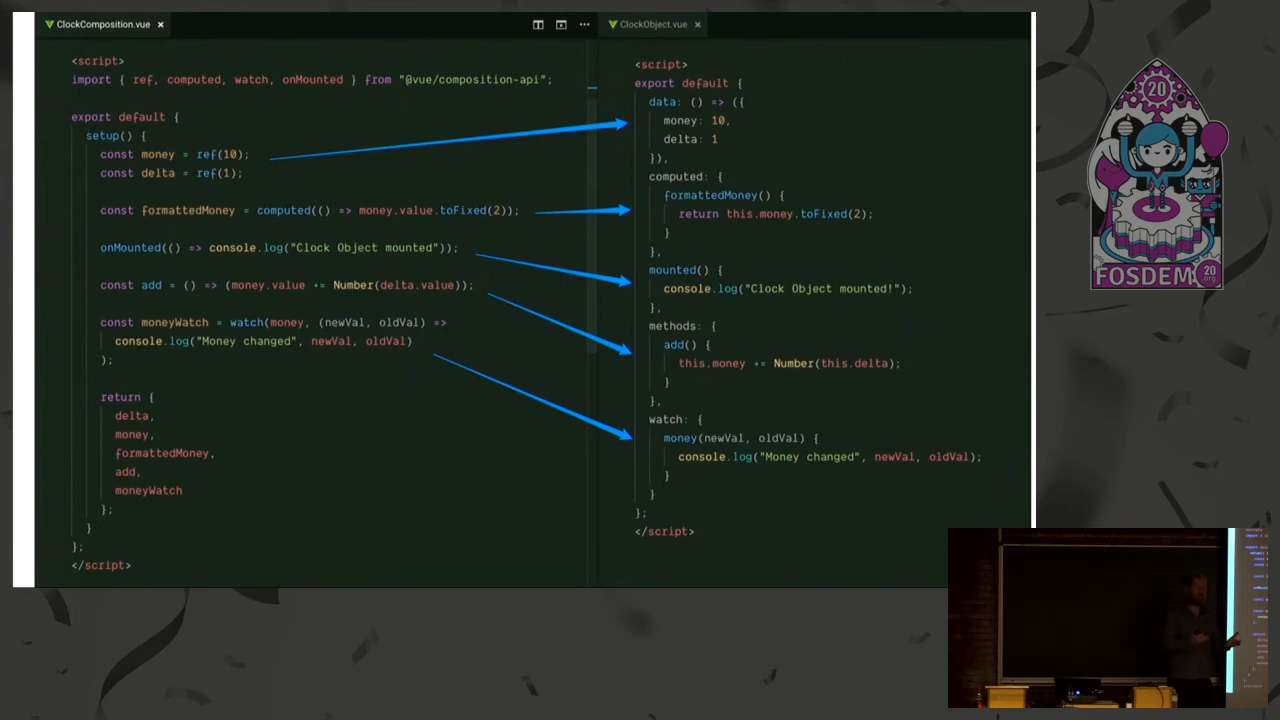 ClockComposition.vue ×
<script>
import { ref, computed, watch, onMounted } from "@vue/composition-api";
export default {
setup() {
const money = ref(10);
const delta = ref(1);
const formattedMoney = computed(() => money.value.toFixed(2));
onMounted(() => console.log("Clock Object mounted"));
const add = () => (money.value += Number(delta.value));
const moneyWatch = watch(money, (newVal, oldVal) =>
console.log("Money changed", newVal, oldVal)
);
return {
delta,
money,
formattedMoney,
add,
moneyWatch
};
}
};
</script>
ClockObject.vue ×
<script>
export default {
data: () => ({
money: 10,
delta: 1
}),
computed: {
formattedMoney() {
return this.money.toFixed(2);
}
},
mounted() {
console.log("Clock Object mounted!");
},
methods: {
add() {
this.money += Number(this.delta);
}
},
watch: {
money(newVal, oldVal) {
console.log("Money changed", newVal, oldVal);
}
}
};
</script>
20
FOSDEM
20
.org